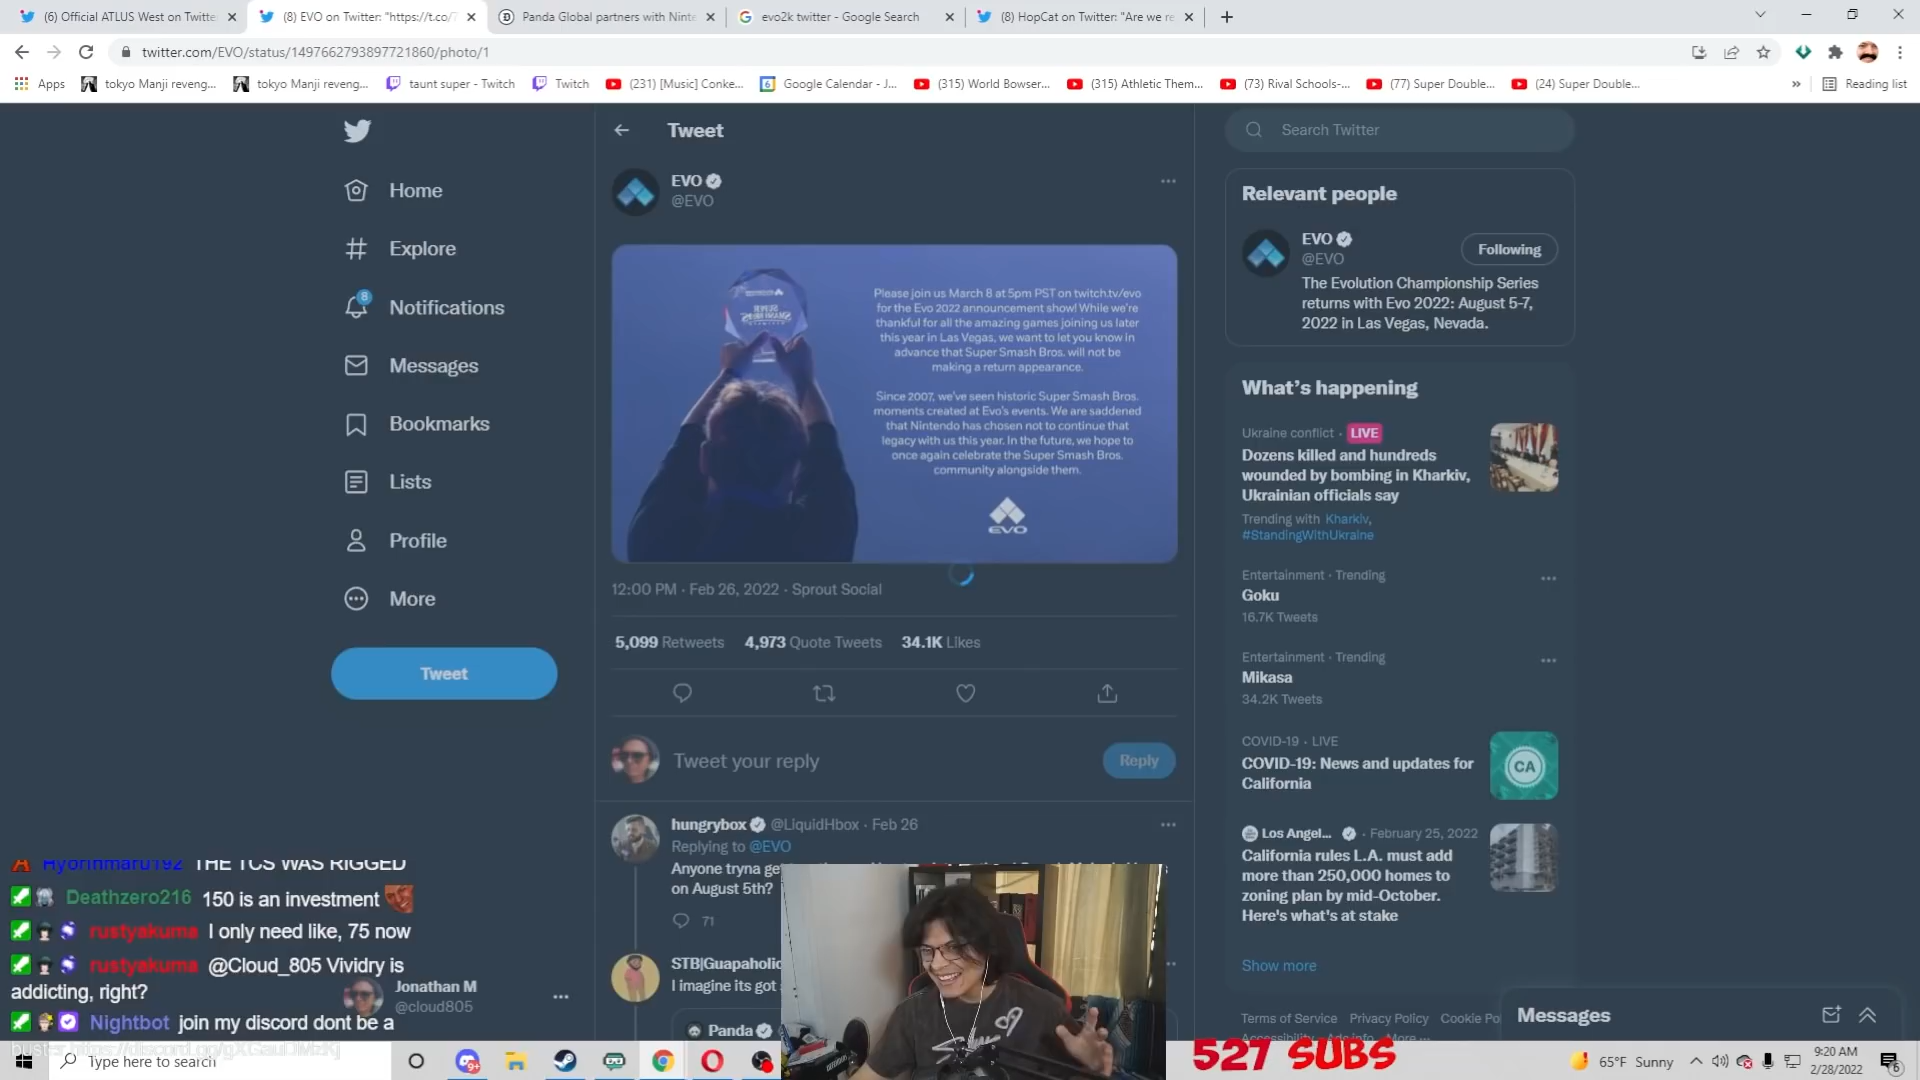 (6) Official ATLUS West on Twitte
(8) EVO on Twitter: "https://t.co/
Panda Global partners with Ninte
evo2k twitter - Google Search
(8) HopCat on Twitter: "Are we re
twitter.com/EVO/status/1497662793897721860/photo/1
Apps
tokyo Manji reveng...
tokyo Manji reveng...
taunt super - Twitch
Twitch
(231) [Music] Conke...
Google Calendar - J...
(315) World Bowser...
(315) Athletic Them...
(73) Rival Schools-...
(77) Super Double...
(24) Super Double...
Reading list
Home
Explore
8
Notifications
Messages
Bookmarks
Lists
Profile
More
Tweet
Tweet
EVO
@EVO
Please join us March 8 at 5pm PST on twitch.tv/evo
for the Evo 2022 announcement show! While we're
thankful for all the amazing games joining us later
this year in Las Vegas, we want to let you know in
advance that Super Smash Bros. will not be
making a return appearance.
Since 2007, we've seen historic Super Smash Bros.
moments created at Evo's events. We are saddened
that Nintendo has chosen not to continue that
legacy with us this year. In the future, we hope to
once again celebrate the Super Smash Bros.
community alongside them.
EVO
12:00 PM · Feb 26, 2022 · Sprout Social
5,099 Retweets 4,973 Quote Tweets 34.1K Likes
Tweet your reply
Reply
hungrybox @LiquidHbox · Feb 26
Replying to @EVO
Anyone tryna ge
on August 5th?
71
STB|Guapaholic
I imagine its got
Panda
Search Twitter
Relevant people
EVO
@EVO
Following
The Evolution Championship Series
returns with Evo 2022: August 5-7,
2022 in Las Vegas, Nevada.
What's happening
Ukraine conflict · LIVE
Dozens killed and hundreds
wounded by bombing in Kharkiv,
Ukrainian officials say
Trending with Kharkiv,
#StandingWithUkraine
Entertainment · Trending
Goku
16.7K Tweets
Entertainment · Trending
Mikasa
34.2K Tweets
COVID-19 · LIVE
COVID-19: News and updates for
California
CA
Los Angel... · February 25, 2022
California rules L.A. must add
more than 250,000 homes to
zoning plan by mid-October.
Here's what's at stake
Show more
Terms of Service Privacy Policy Cookie Po
Messages
Hyorinmaru192 THE TCS WAS RIGGED
Deathzero216 150 is an investment
rustyakuma I only need like, 75 now
rustyakuma @Cloud_805 Vividry is
addicting, right?
Nightbot join my discord dont be a
Jonathan M
@cloud805
Type here to search
9+
527 SUBS
65°F Sunny
9:20 AM
2/28/2022
6